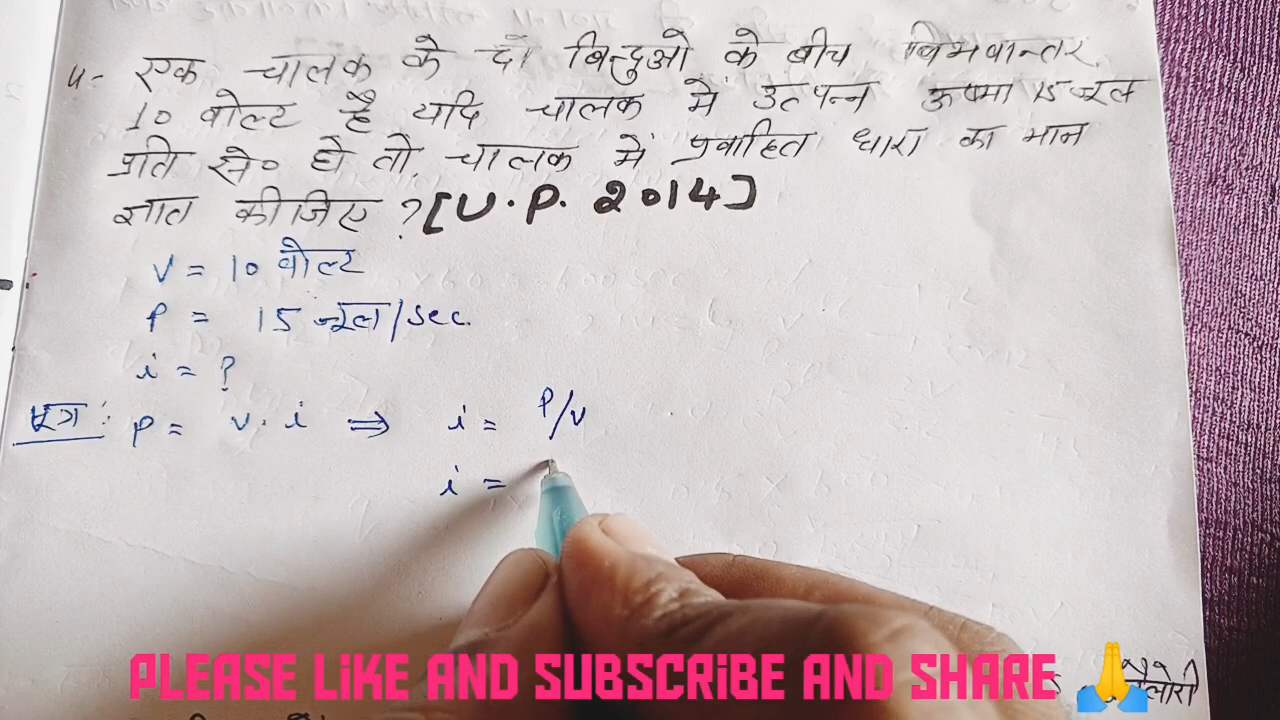 4- एक चालक के दो बिन्दुओ के बीच विभवान्तर
10 वोल्ट है यदि चालक में उत्पन्न ऊष्मा 15 जूल
प्रति से० हो तो, चालक में प्रवाहित धारा का मान
ज्ञात कीजिए ? [U.P. 2014]
V = 10 वोल्ट
P = 15 जूल/sec.
i = ?
सूत्र : P = V. i ⇒ i = P/V
i =
PLEASE LIKE AND SUBSCRIBE AND SHARE 🙏